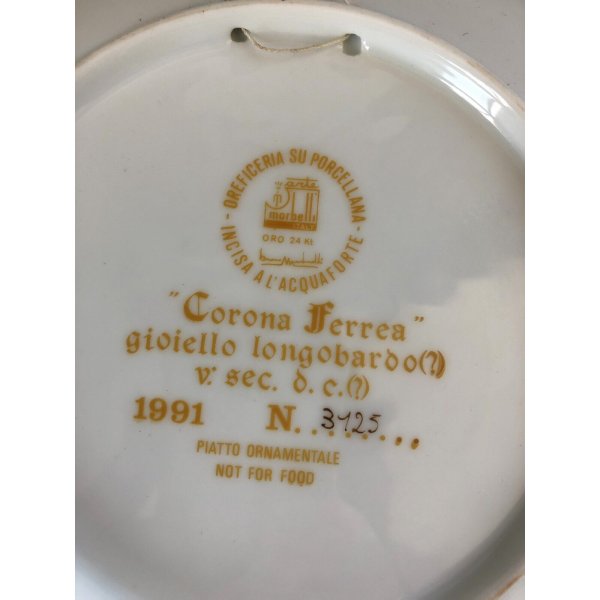 - OREFICERIA SU PORCELLANA -
INCISA A L'ACQUAFORTE
arte
morbelli
ITALY
ORO 24 Kt
"Corona Ferrea"
gioiello longobardo(?)
v: sec. d. c.(?)
1991 N. 3125
PIATTO ORNAMENTALE
NOT FOR FOOD